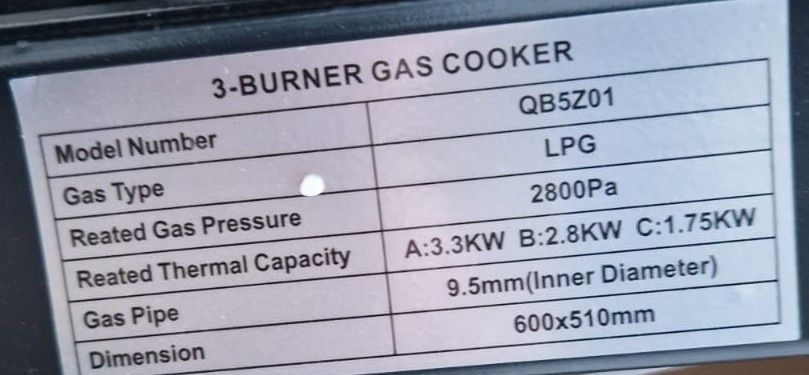 3-BURNER GAS COOKER
Model Number QB5Z01
Gas Type LPG
Reated Gas Pressure 2800Pa
Reated Thermal Capacity A:3.3KW B:2.8KW C:1.75KW
Gas Pipe 9.5mm(Inner Diameter)
Dimension 600x510mm